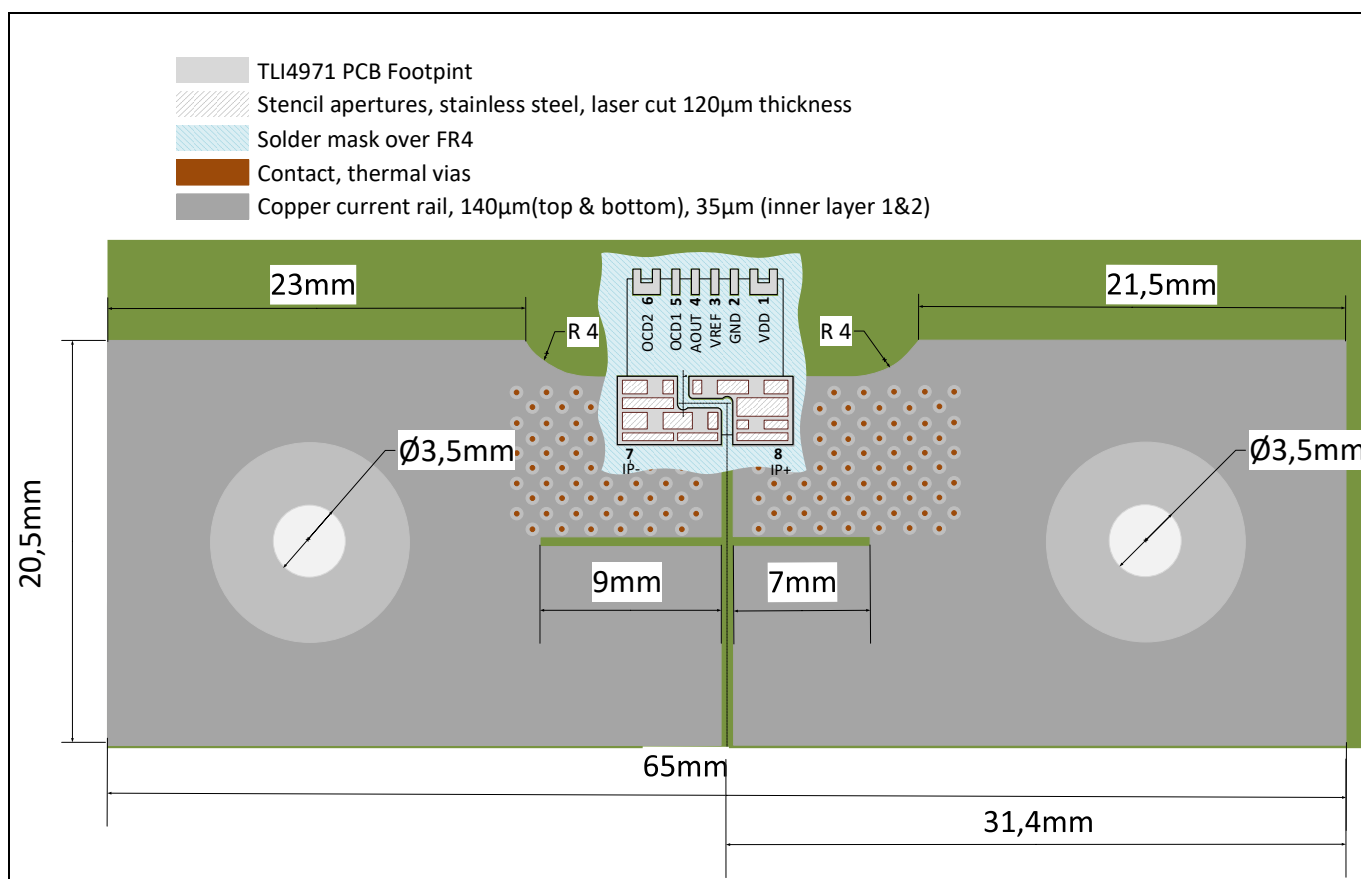 TLI4971 PCB Footpint
Stencil apertures, stainless steel, laser cut 120µm thickness
Solder mask over FR4
Contact, thermal vias
Copper current rail, 140µm(top & bottom), 35µm (inner layer 1&2)
23mm
21,5mm
R 4
R 4
6
5
4
3
2
1
OCD2
OCD1
AOUT
VREF
GND
VDD
7
IP-
8
IP+
Ø3,5mm
Ø3,5mm
20,5mm
9mm
7mm
65mm
31,4mm